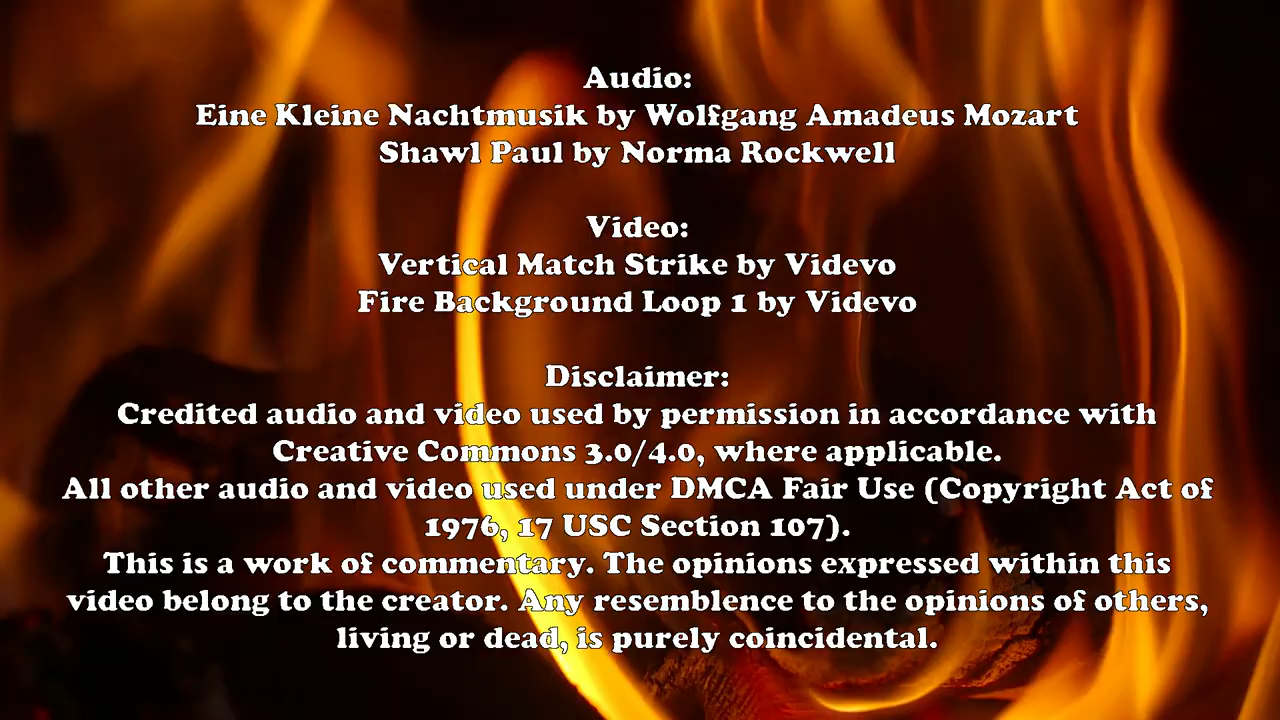 Audio:
Eine Kleine Nachtmusik by Wolfgang Amadeus Mozart
Shawl Paul by Norma Rockwell
Video:
Vertical Match Strike by Videvo
Fire Background Loop 1 by Videvo
Disclaimer:
Credited audio and video used by permission in accordance with
Creative Commons 3.0/4.0, where applicable.
All other audio and video used under DMCA Fair Use (Copyright Act of
1976, 17 USC Section 107).
This is a work of commentary. The opinions expressed within this
video belong to the creator. Any resemblence to the opinions of others,
living or dead, is purely coincidental.